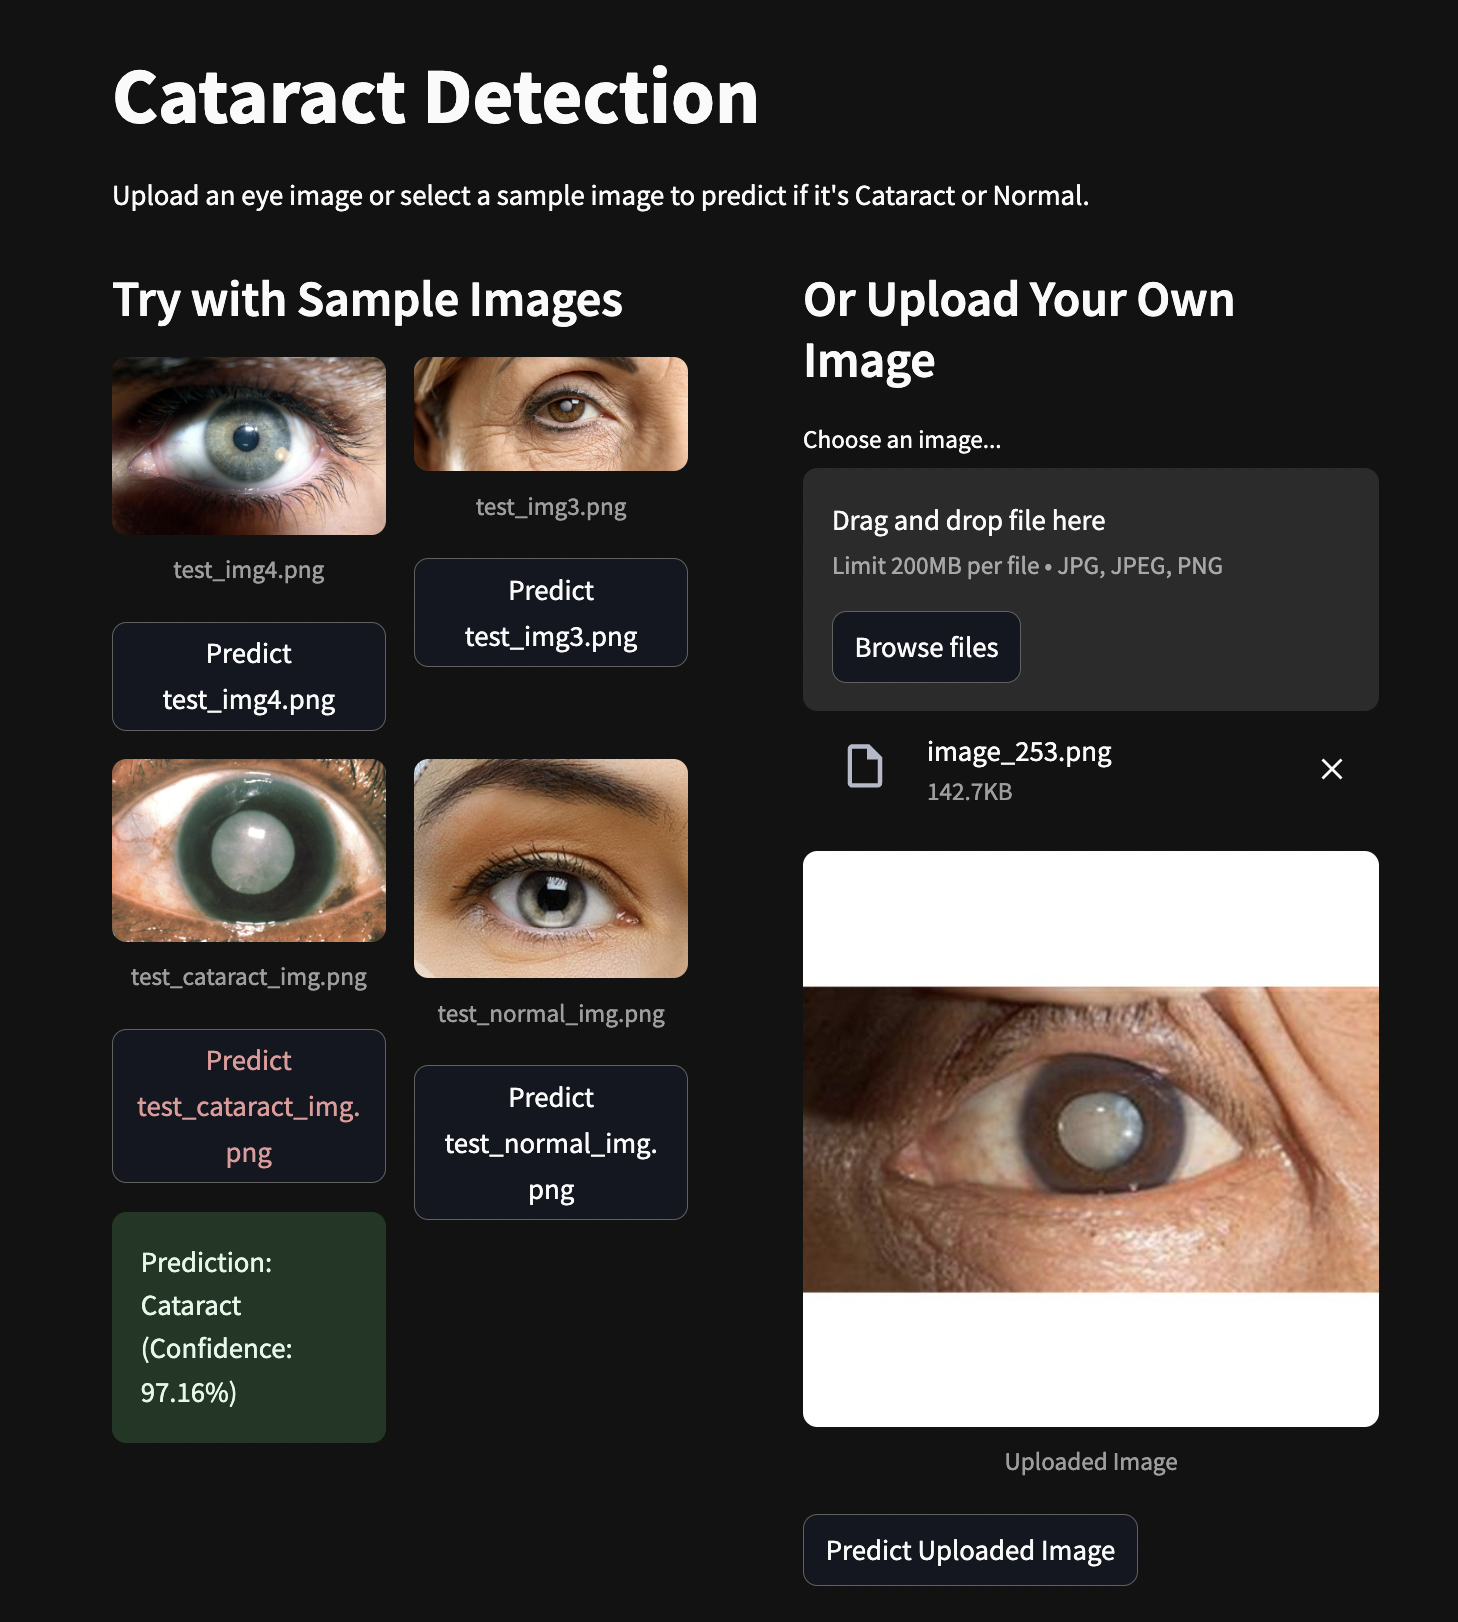 Cataract Detection
Upload an eye image or select a sample image to predict if it's Cataract or Normal.
Try with Sample Images
test_img4.png
Predict
test_img4.png
test_img3.png
Predict
test_img3.png
test_cataract_img.png
Predict
test_cataract_img.
png
Prediction:
Cataract
(Confidence:
97.16%)
test_normal_img.png
Predict
test_normal_img.
png
Or Upload Your Own
Image
Choose an image...
Drag and drop file here
Limit 200MB per file • JPG, JPEG, PNG
Browse files
image_253.png
142.7KB
Uploaded Image
Predict Uploaded Image